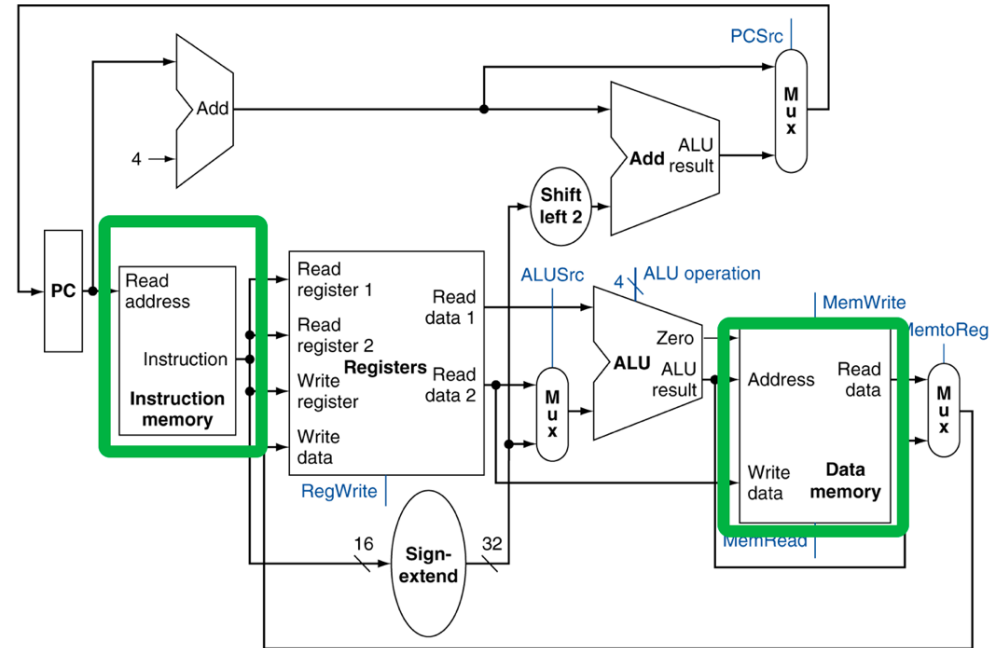 PCSrc
Mux
Add
4
Add
ALU
result
Shift
left 2
PC
Read
address
Instruction
Instruction
memory
Read
register 1
Read
register 2
Write
register
Write
data
Registers
Read
data 1
Read
data 2
RegWrite
16
Sign-
extend
32
ALUSrc
Mux
4
ALU operation
Zero
ALU
ALU
result
MemWrite
Address
Read
data
Write
data
Data
memory
MemRead
MemtoReg
Mux